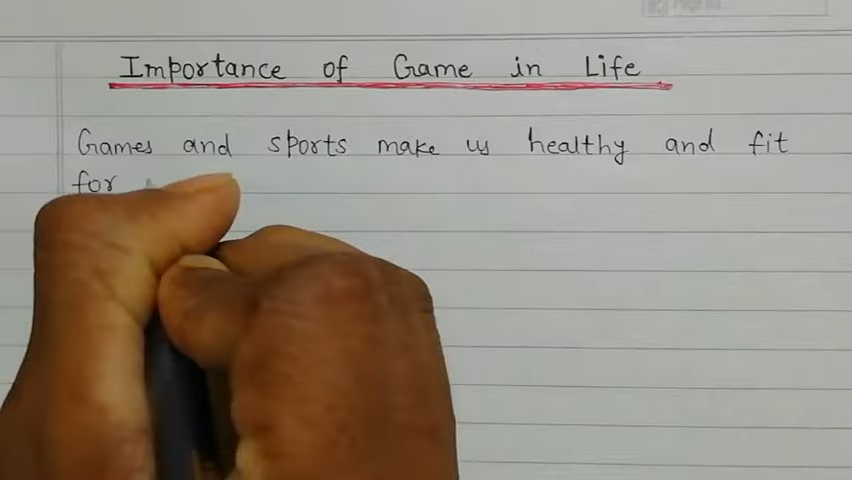 Importance of Game in Life
Games and sports make us healthy and fit
for